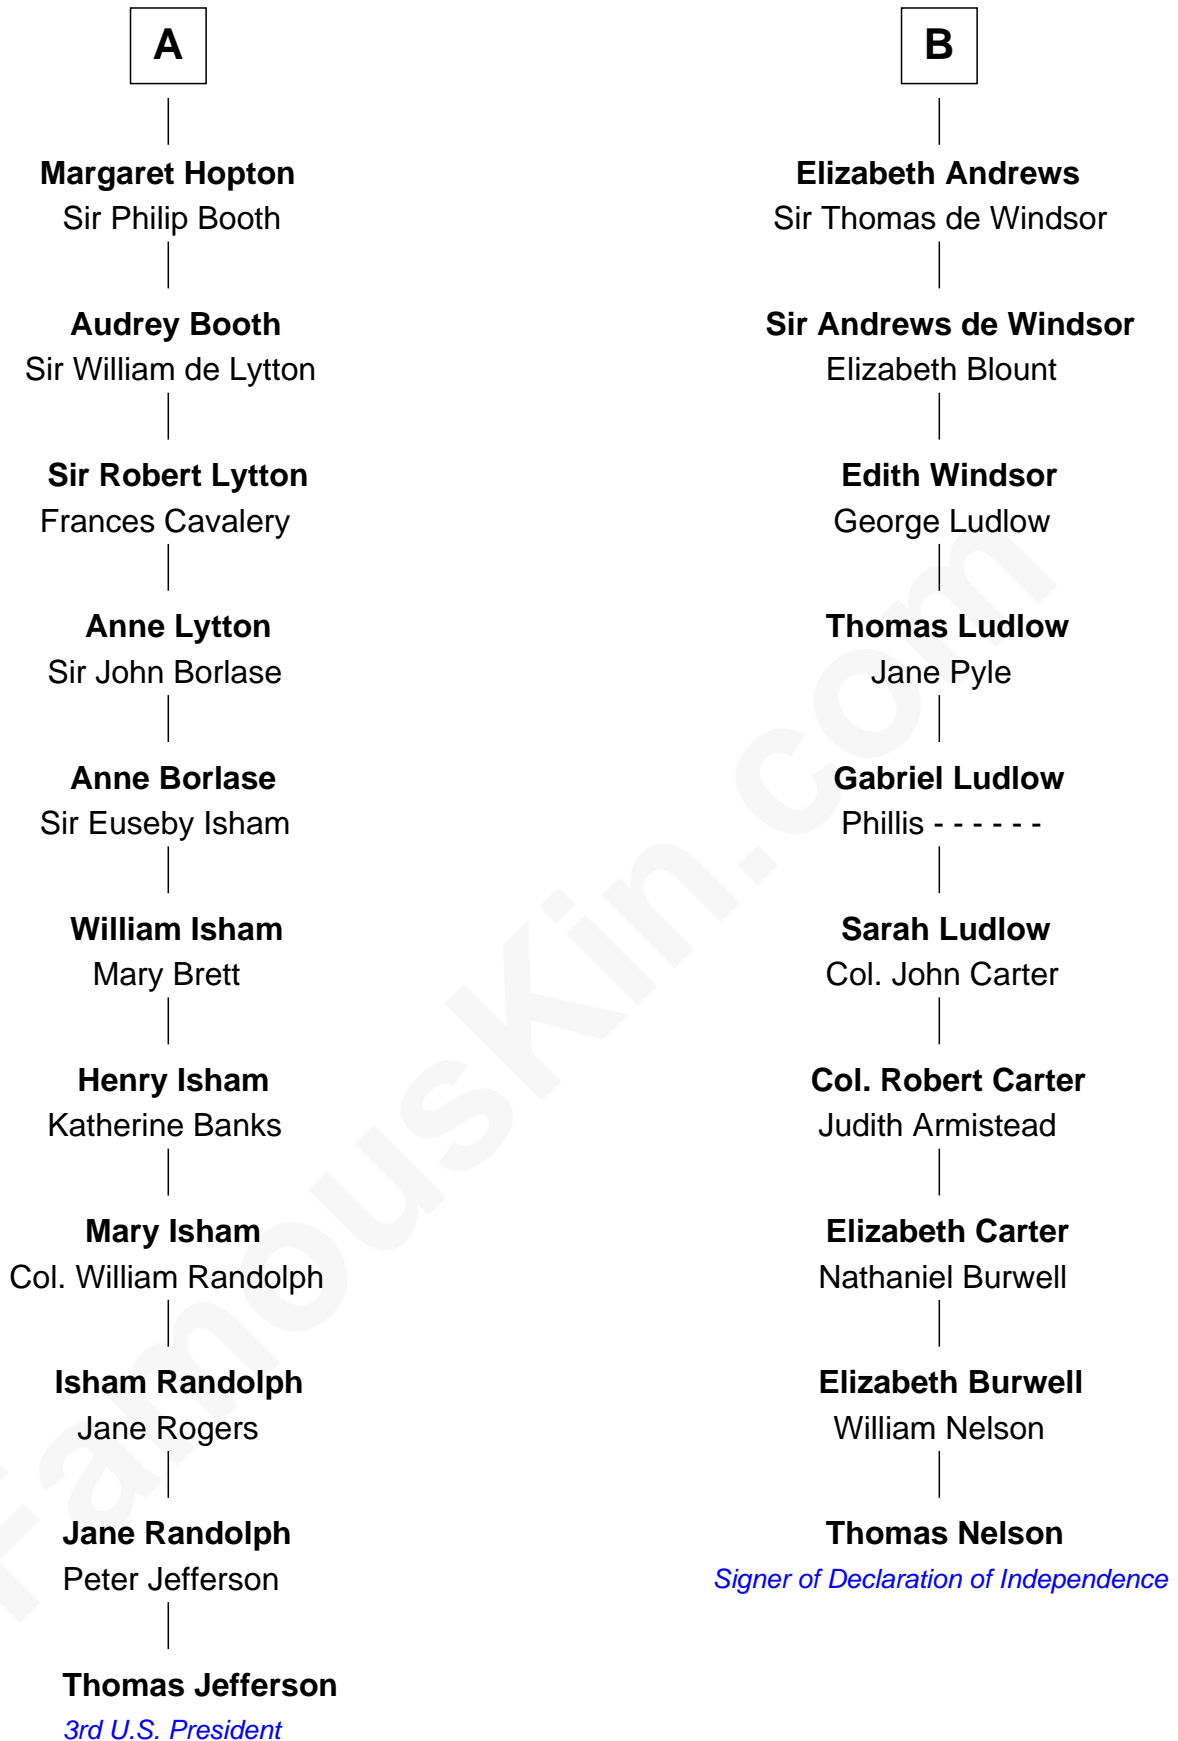 A
Margaret Hopton
Sir Philip Booth
Audrey Booth
Sir William de Lytton
Sir Robert Lytton
Frances Cavalery
Anne Lytton
Sir John Borlase
Anne Borlase
Sir Euseby Isham
William Isham
Mary Brett
Henry Isham
Katherine Banks
Mary Isham
Col. William Randolph
Isham Randolph
Jane Rogers
Jane Randolph
Peter Jefferson
Thomas Jefferson
3rd U.S. President
B
Elizabeth Andrews
Sir Thomas de Windsor
Sir Andrews de Windsor
Elizabeth Blount
Edith Windsor
George Ludlow
Thomas Ludlow
Jane Pyle
Gabriel Ludlow
Phillis - - - - - -
Sarah Ludlow
Col. John Carter
Col. Robert Carter
Judith Armistead
Elizabeth Carter
Nathaniel Burwell
Elizabeth Burwell
William Nelson
Thomas Nelson
Signer of Declaration of Independence
FamousKin.com